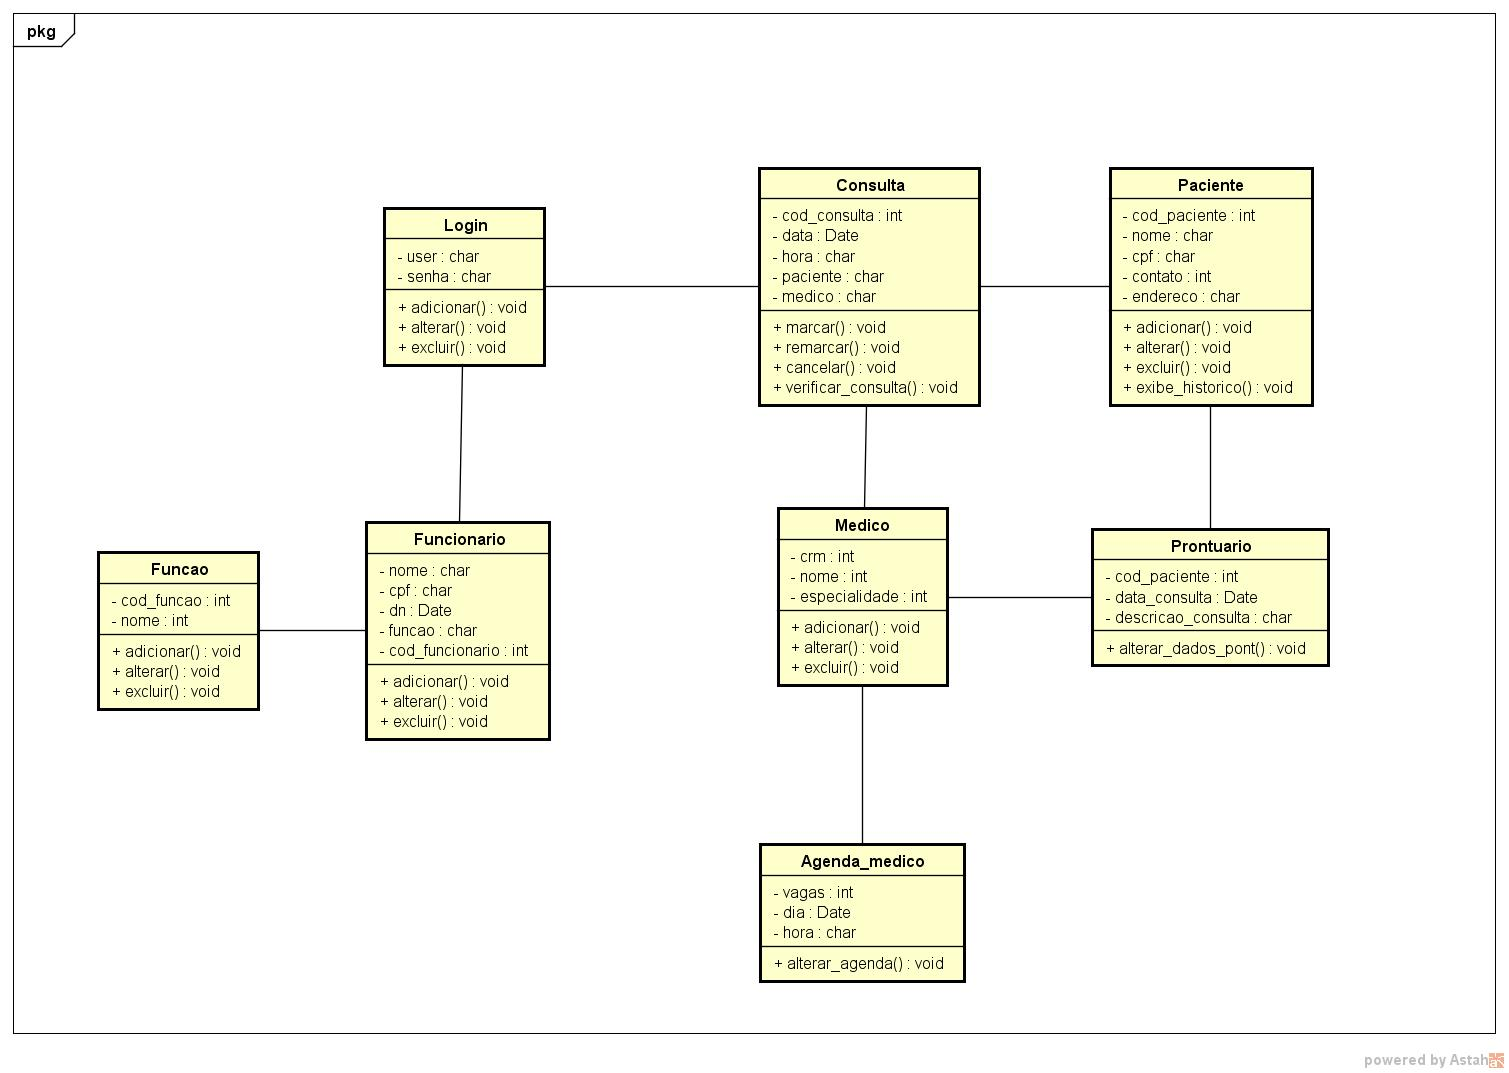 pkg
Consulta
- cod_consulta : int
- data : Date
- hora : char
- paciente : char
- medico : char
+ marcar() : void
+ remarcar() : void
+ cancelar() : void
+ verificar_consulta() : void
Paciente
- cod_paciente : int
- nome : char
- cpf : char
- contato : int
- endereco : char
+ adicionar() : void
+ alterar() : void
+ excluir() : void
+ exibe_historico() : void
Login
- user : char
- senha : char
+ adicionar() : void
+ alterar() : void
+ excluir() : void
Funcao
- cod_funcao : int
- nome : int
+ adicionar() : void
+ alterar() : void
+ excluir() : void
Funcionario
- nome : char
- cpf : char
- dn : Date
- funcao : char
- cod_funcionario : int
+ adicionar() : void
+ alterar() : void
+ excluir() : void
Medico
- crm : int
- nome : int
- especialidade : int
+ adicionar() : void
+ alterar() : void
+ excluir() : void
Prontuario
- cod_paciente : int
- data_consulta : Date
- descricao_consulta : char
+ alterar_dados_pont() : void
Agenda_medico
- vagas : int
- dia : Date
- hora : char
+ alterar_agenda() : void
powered by Astah